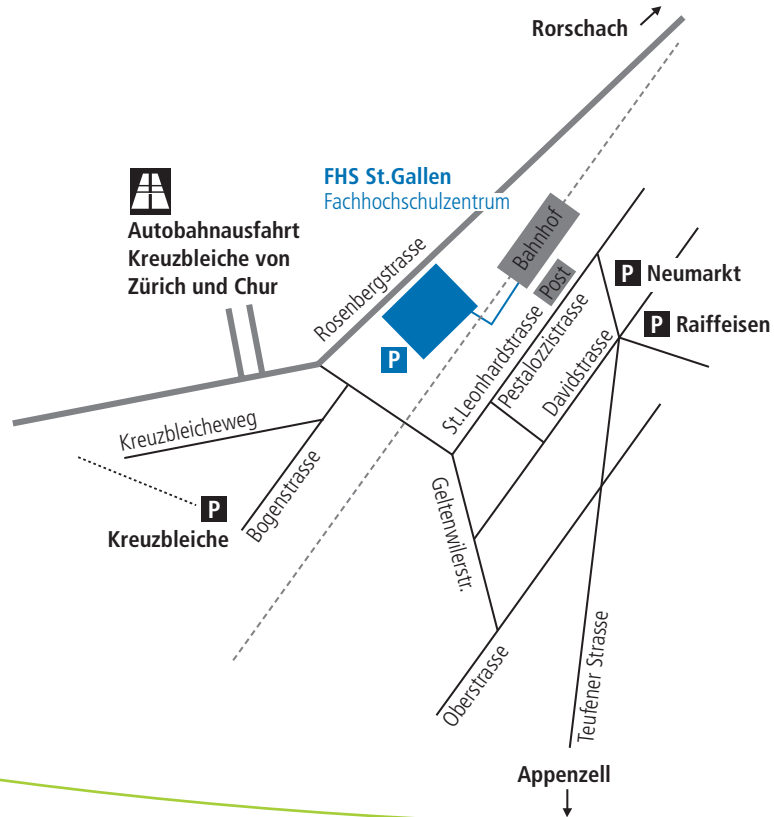 Rorschach
FHS St.Gallen
Fachhochschulzentrum
Autobahnausfahrt
Kreuzbleiche von
Zürich und Chur
Rosenbergstrasse
Bahnhof
Post
P Neumarkt
P Raiffeisen
P
St.Leonhardstrasse
Pestalozzistrasse
Davidstrasse
Kreuzbleicheweg
Bogenstrasse
P
Kreuzbleiche
Geltenwilerstr.
Oberstrasse
Teufener Strasse
Appenzell